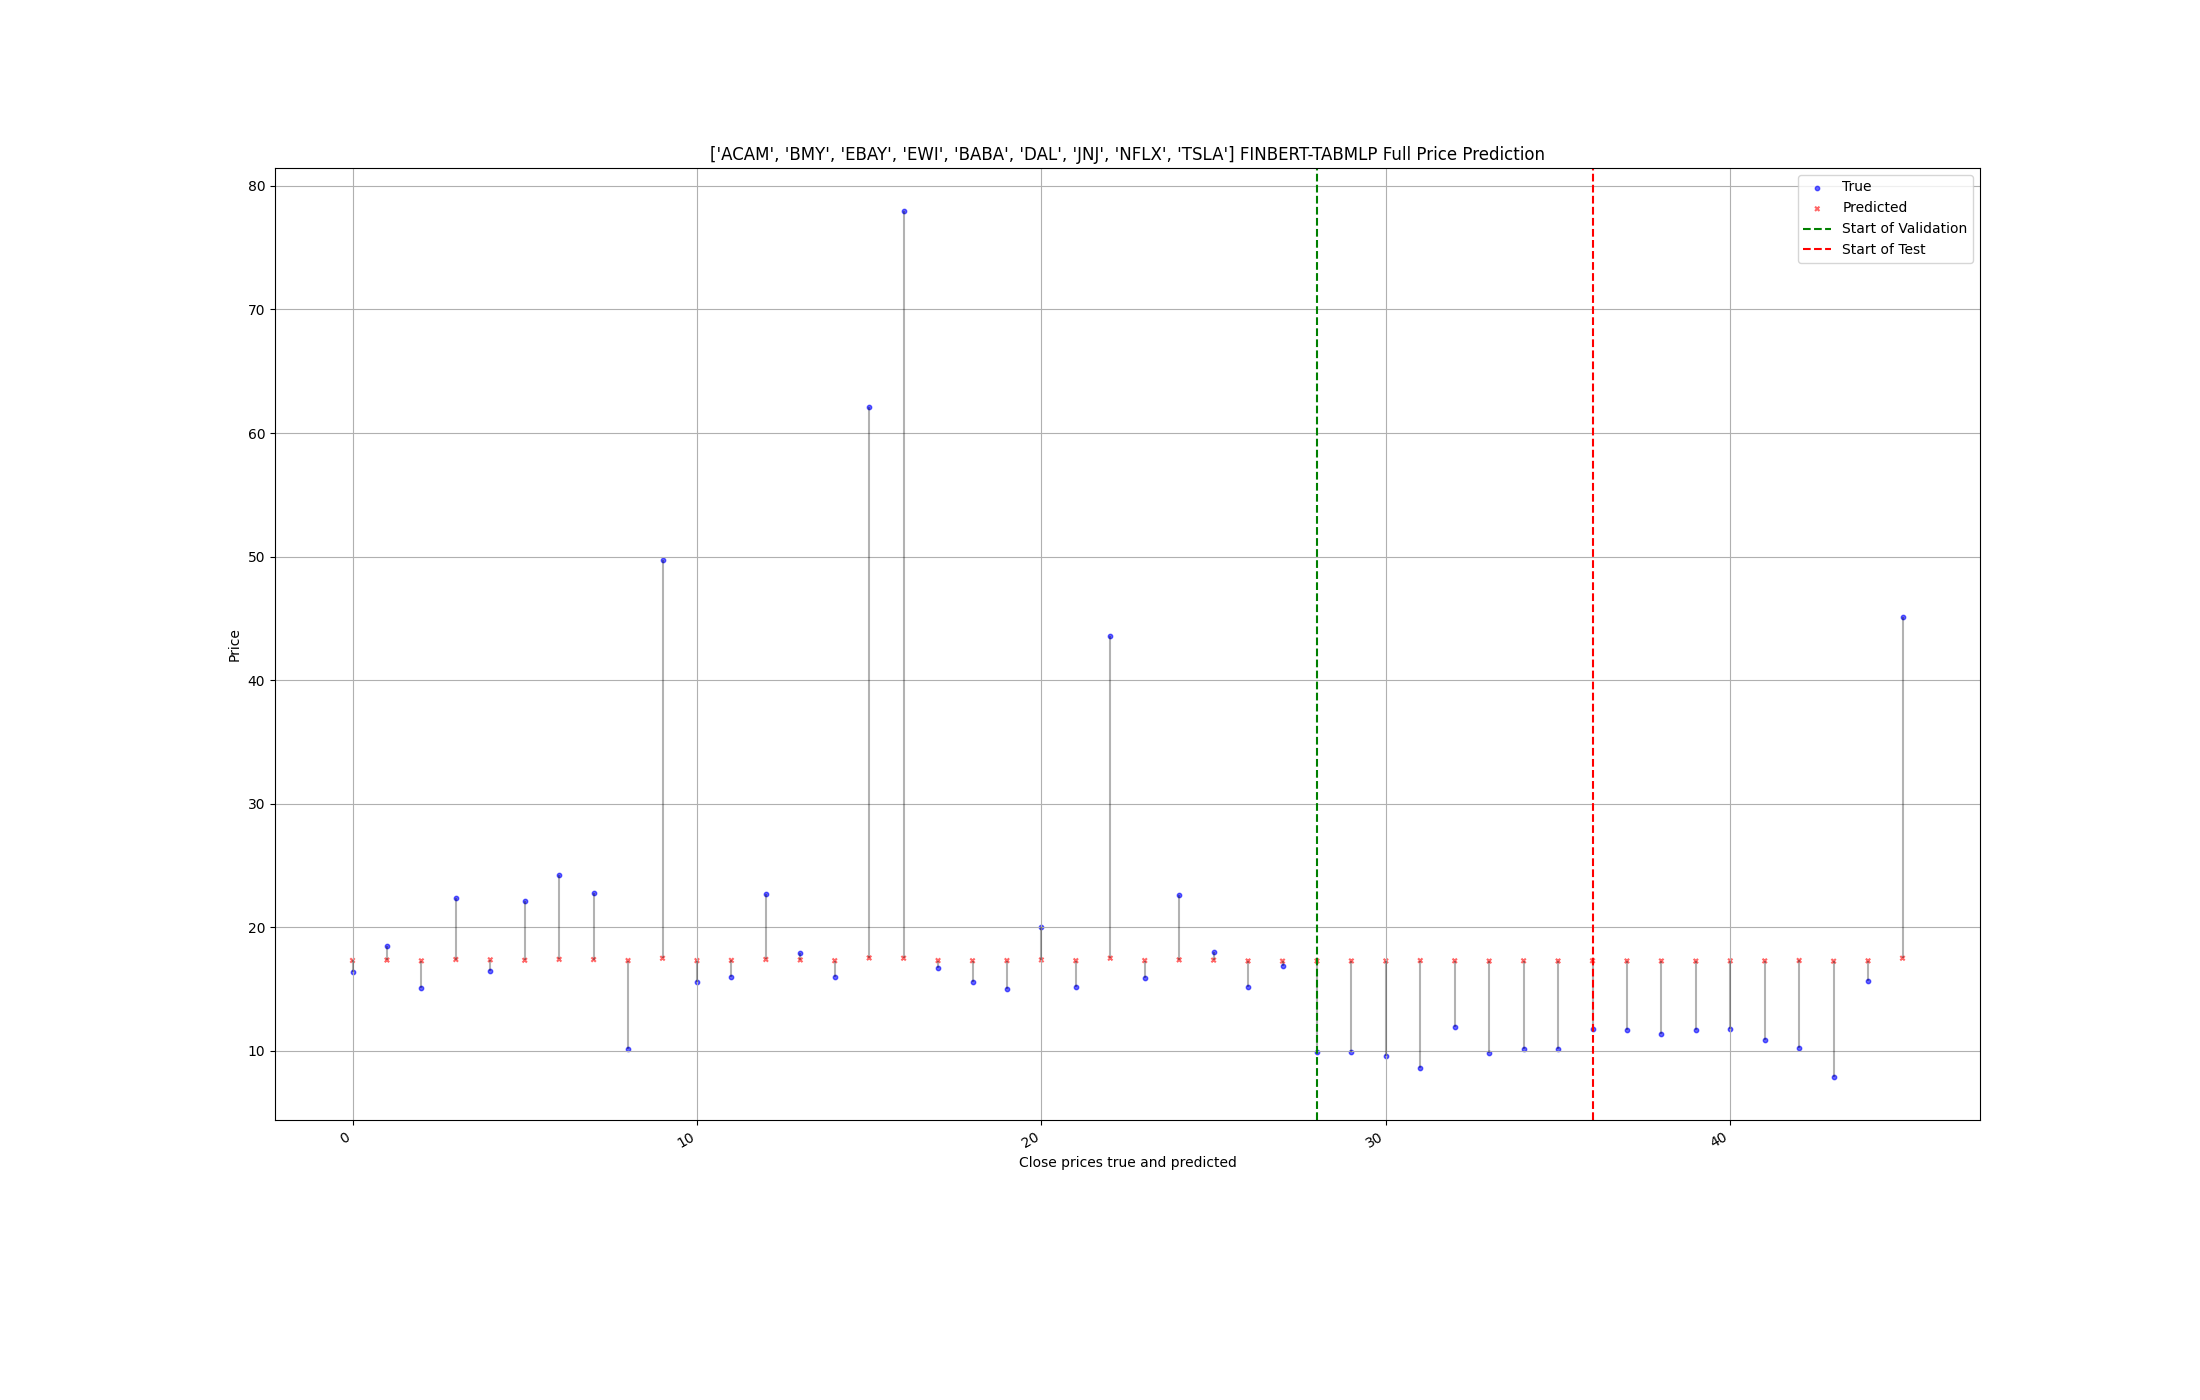 ['ACAM', 'BMY', 'EBAY', 'EWI', 'BABA', 'DAL', 'JNJ', 'NFLX', 'TSLA'] FINBERT-TABMLP Full Price Prediction
True
Predicted
Start of Validation
Start of Test
80
70
60
50
40
30
20
10
Price
0
10
20
30
40
Close prices true and predicted